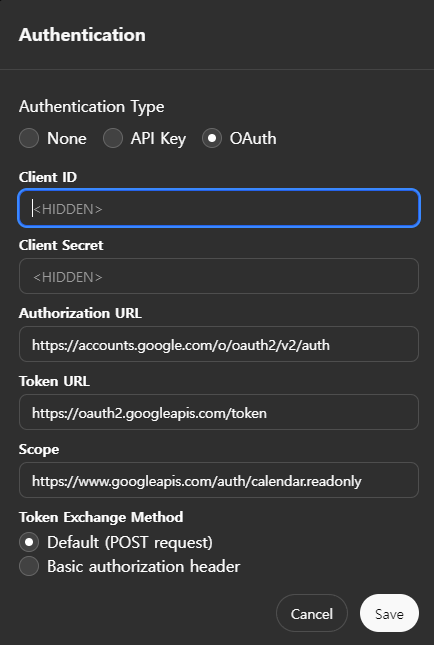 Authentication
Authentication Type
None API Key OAuth
Client ID
<HIDDEN>
Client Secret
<HIDDEN>
Authorization URL
https://accounts.google.com/o/oauth2/v2/auth
Token URL
https://oauth2.googleapis.com/token
Scope
https://www.googleapis.com/auth/calendar.readonly
Token Exchange Method
Default (POST request)
Basic authorization header
Cancel Save